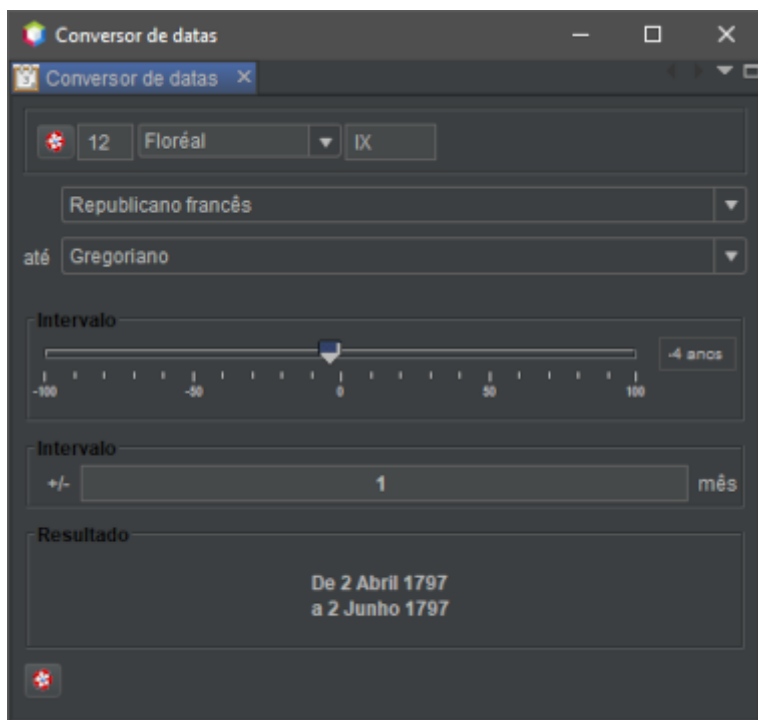 Conversor de datas
Conversor de datas
12 Floréal IX
Republicano francês
até Gregoriano
Intervalo
-4 anos
-100 -50 0 50 100
Intervalo
+/- 1 mês
Resultado
De 2 Abril 1797
a 2 Junho 1797